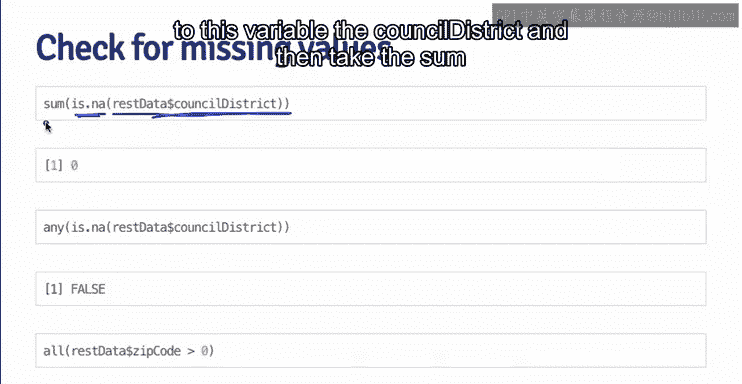 to this variable the councilDistrict and
then take the sum
Check for missing values
sum(is.na(restData$councilDistrict))
[1] 0
any(is.na(restData$councilDistrict))
[1] FALSE
all(restData$zipCode > 0)